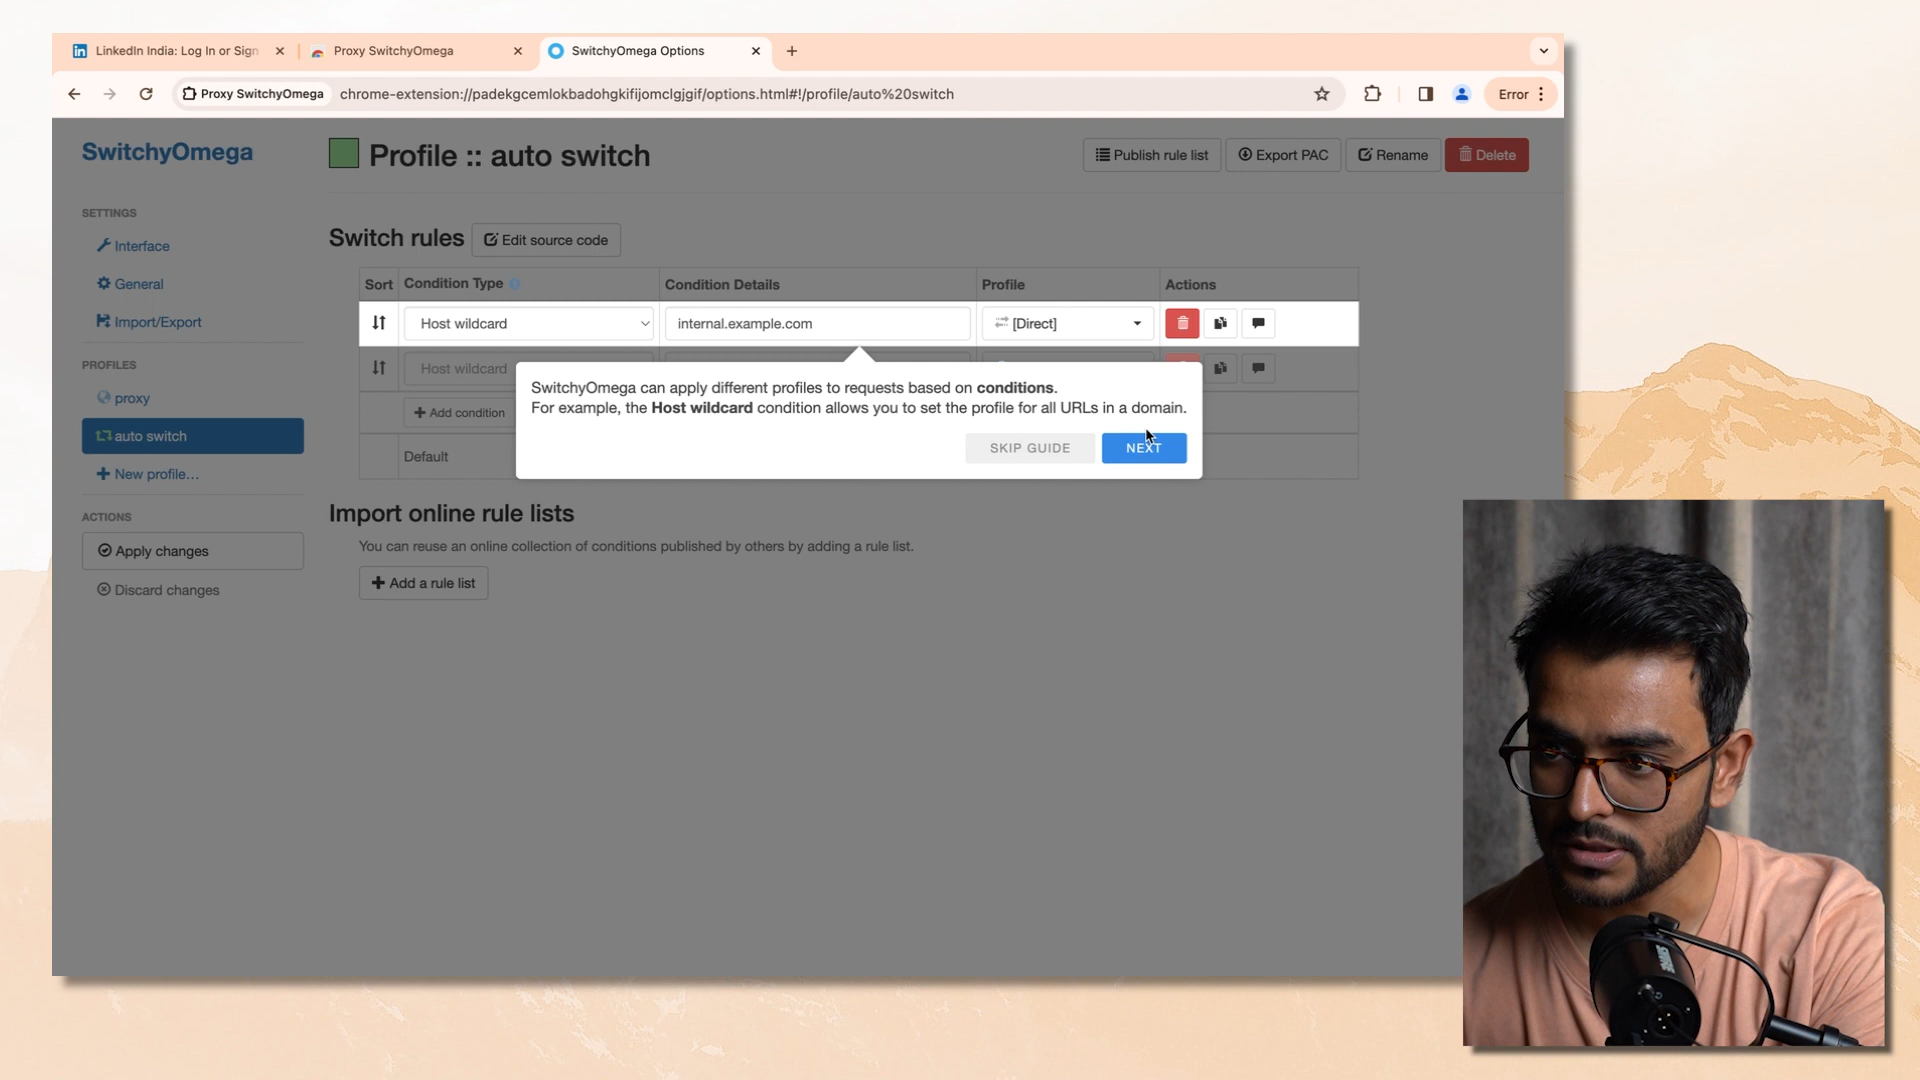 LinkedIn India: Log In or Sign
Proxy SwitchyOmega
SwitchyOmega Options
Proxy SwitchyOmega
chrome-extension://padekgcemlokbadohgkifijomclgjgif/options.html#!/profile/auto%20switch
Error
SwitchyOmega
Profile :: auto switch
Publish rule list
Export PAC
Rename
Delete
SETTINGS
Interface
General
Import/Export
PROFILES
proxy
auto switch
New profile…
ACTIONS
Apply changes
Discard changes
Switch rules
Edit source code
Sort
Condition Type
Condition Details
Profile
Actions
Host wildcard
internal.example.com
[Direct]
Host wildcard
Add condition
Default
SwitchyOmega can apply different profiles to requests based on conditions.
For example, the Host wildcard condition allows you to set the profile for all URLs in a domain.
SKIP GUIDE
NEXT
Import online rule lists
You can reuse an online collection of conditions published by others by adding a rule list.
Add a rule list